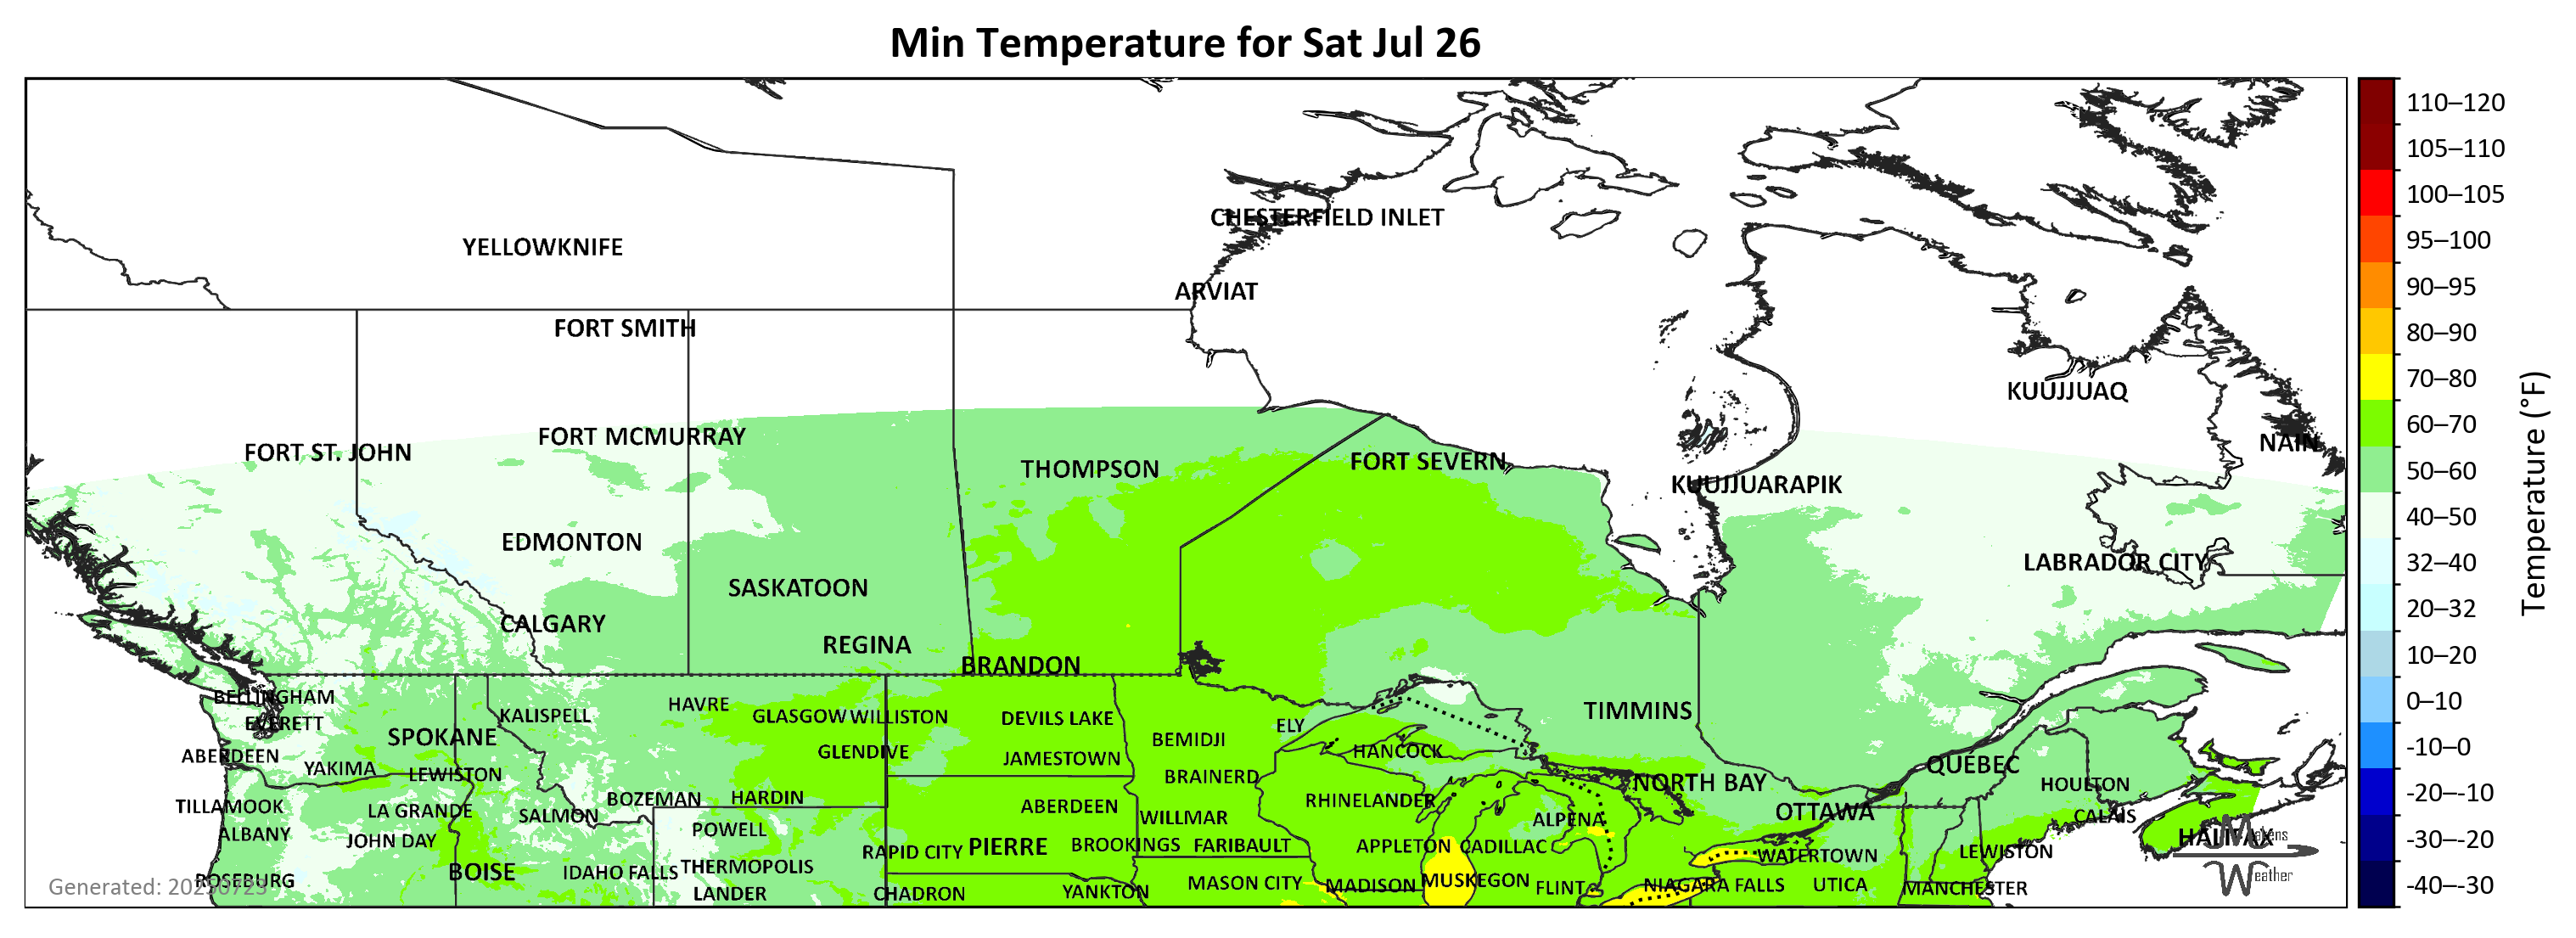 Min Temperature for Sat Jul 26
110–120
105–110
CHESTERFIELD INLET
100–105
YELLOWKNIFE
95–100
ARVIAT
90–95
FORT SMITH
80–90
KUUJJUAQ
70–80
FORT MCMURRAY
NAIN
60–70
FORT ST. JOHN
THOMPSON
FORT SEVERN
50–60
KUUJJUARAPIK
40–50
EDMONTON
LABRADOR CITY
32–40
Temperature (°F)
SASKATOON
20–32
CALGARY
REGINA
10–20
BRANDON
BELLINGHAM
HAVRE
0–10
KALISPELL
GLASGOW
WILLISTON
DEVILS LAKE
TIMMINS
EVERETT
ELY
SPOKANE
BEMIDJI
-10–0
ABERDEEN
GLENDIVE
JAMESTOWN
HANCOCK
YAKIMA
LEWISTON
BRAINERD
QUÉBEC
NORTH BAY
HOULTON
-20–-10
TILLAMOOK
LA GRANDE
SALMON
BOZEMAN
HARDIN
ABERDEEN
WILLMAR
RHINELANDER
ALPENA
OTTAWA
CALAIS
ALBANY
JOHN DAY
POWELL
RAPID CITY
PIERRE
BROOKINGS
FARIBAULT
APPLETON
CADILLAC
WATERTOWN
LEWISTON
HALIFAX
Makens
-30–-20
ROSEBURG
BOISE
IDAHO FALLS
THERMOPOLIS
MASON CITY
MADISON
MUSKEGON
FLINT
NIAGARA FALLS
UTICA
MANCHESTER
Weather
-40–-30
Generated: 20250723
LANDER
CHADRON
YANKTON